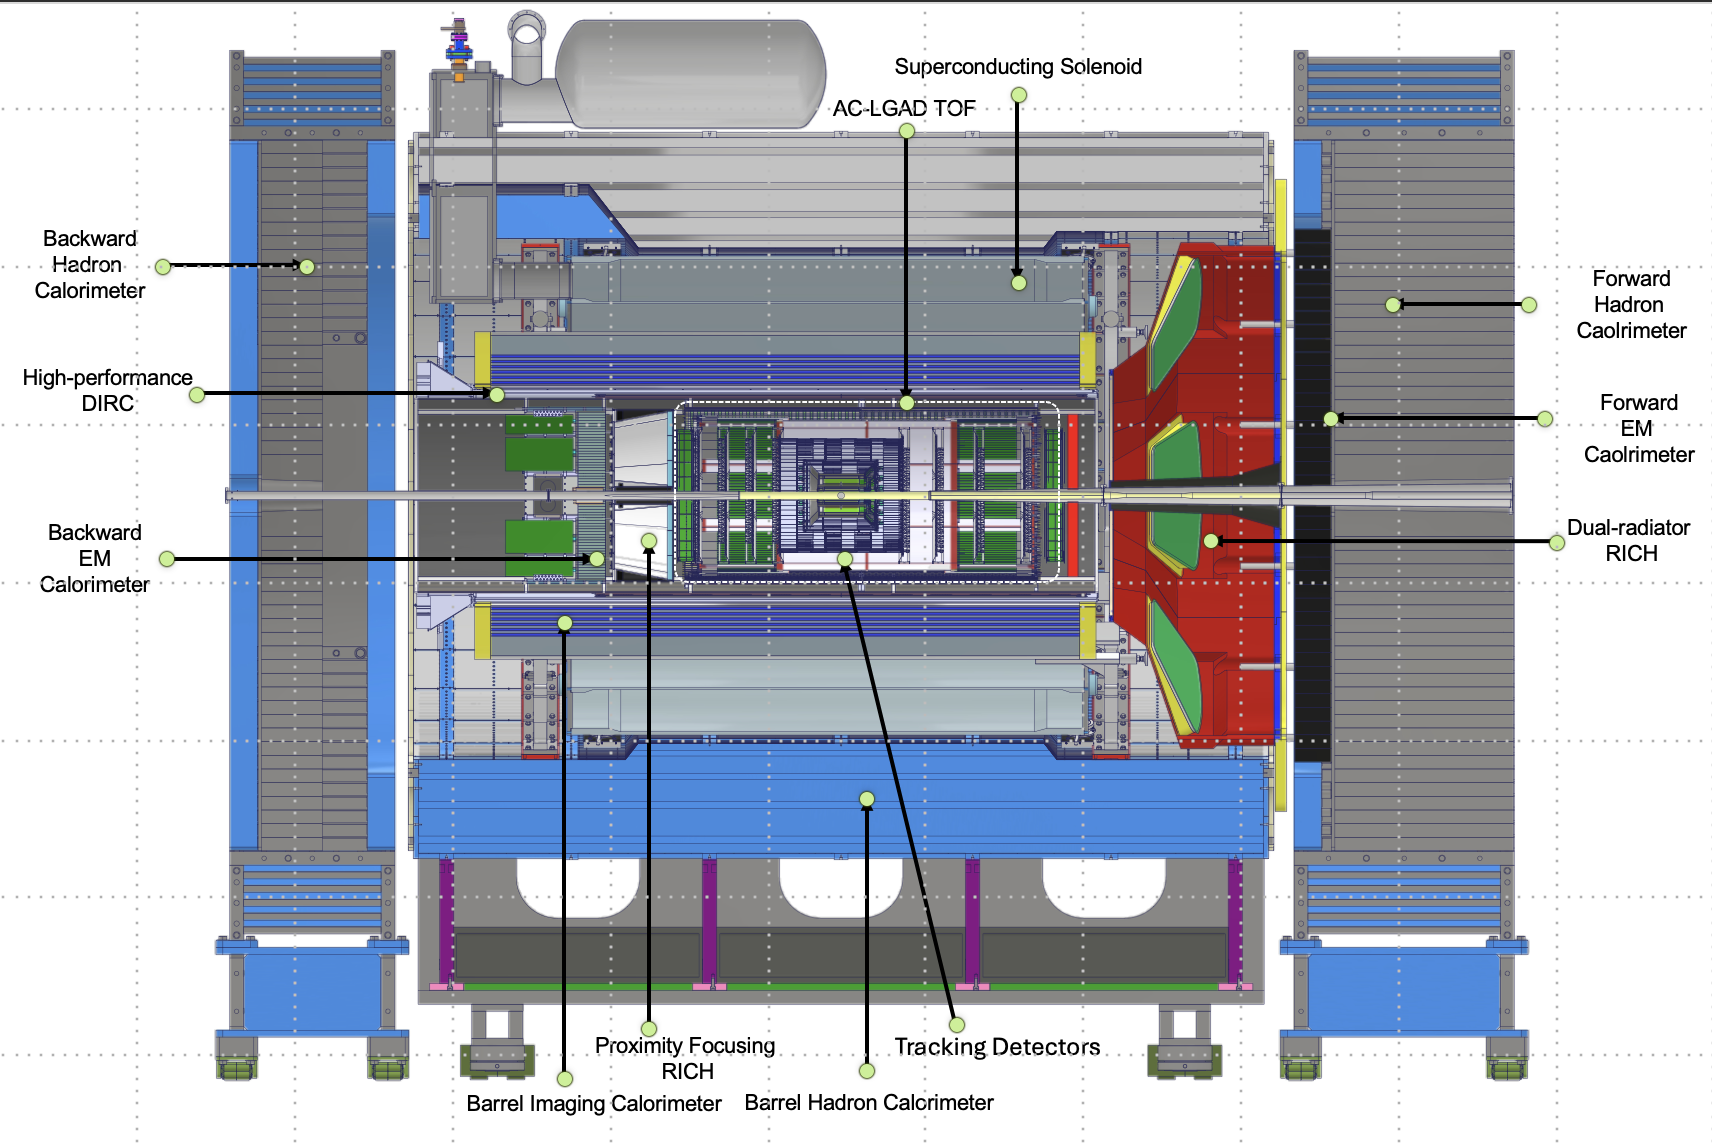 Superconducting Solenoid
AC-LGAD TOF
Backward
Hadron
Calorimeter
High-performance
DIRC
Backward
EM
Calorimeter
Forward
Hadron
Caolrimeter
Forward
EM
Caolrimeter
Dual-radiator
RICH
Proximity Focusing
RICH
Tracking Detectors
Barrel Imaging Calorimeter
Barrel Hadron Calcrimeter